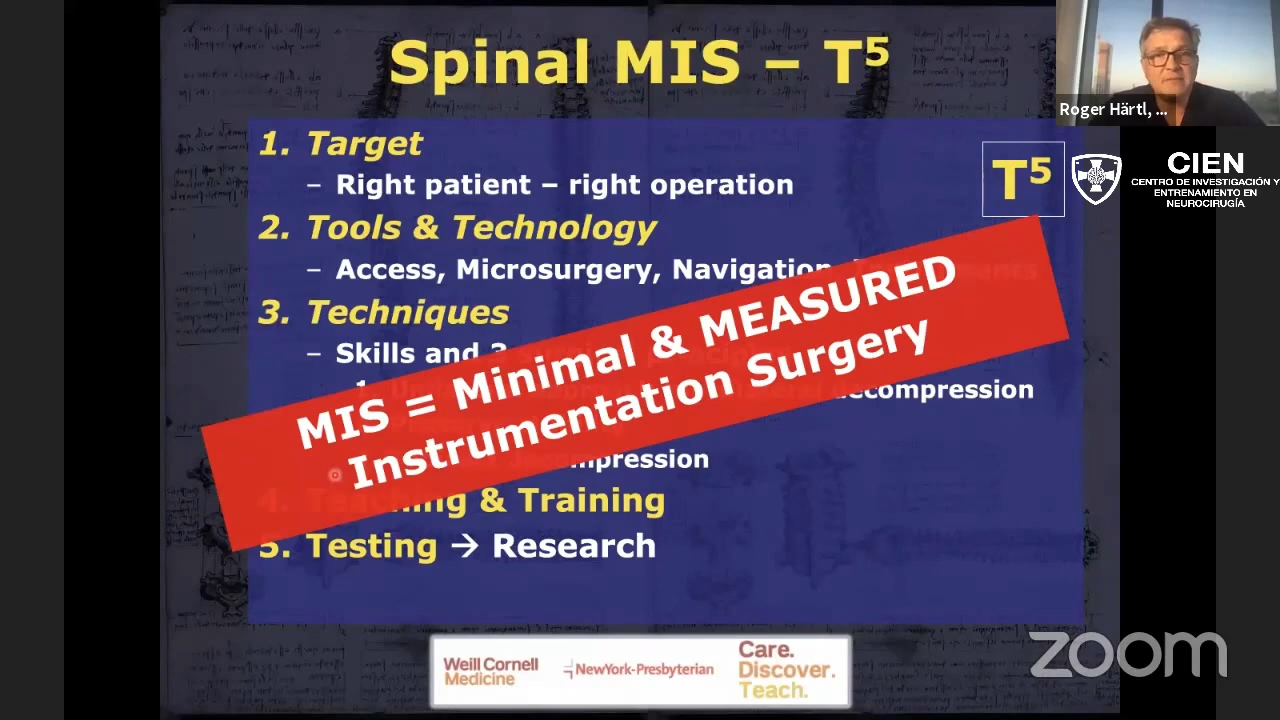 Spinal MIS – T⁵
Roger Härtl, ...
1. Target
– Right patient – right operation
T⁵
CIEN
CENTRO DE INVESTIGACIÓN Y
ENTRENAMIENTO EN
NEUROCIRUGÍA
2. Tools & Technology
– Access, Microsurgery, Navigation,
3. Techniques
– Skills and 3
decompression
MIS = Minimal & MEASURED
Instrumentation Surgery
decompression
4. Teaching & Training
5. Testing → Research
Weill Cornell
Medicine
NewYork-Presbyterian
Care.
Discover.
Teach.
zoom